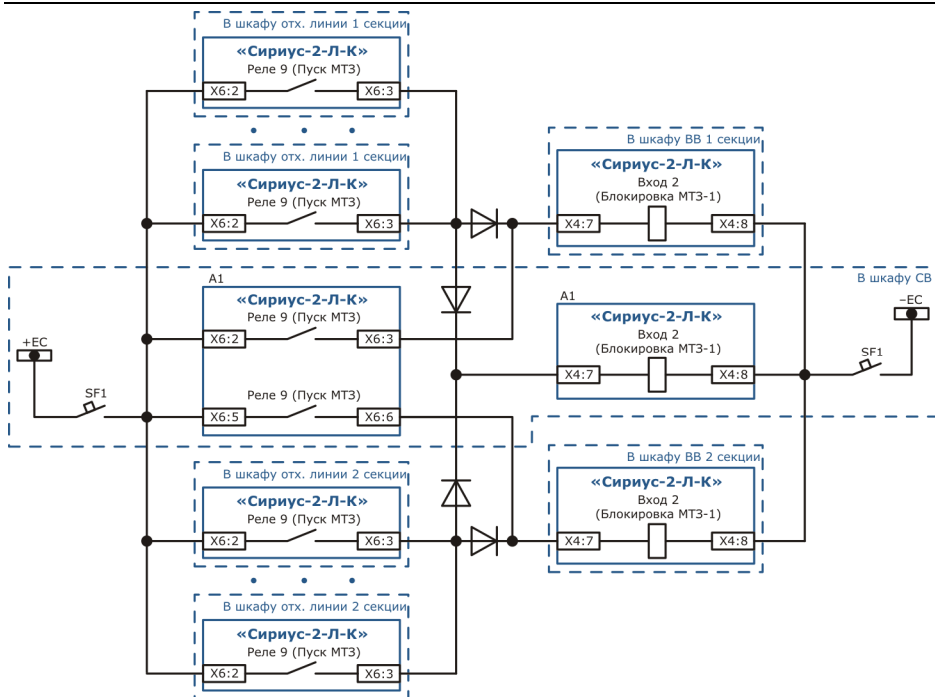 В шкафу отх. линии 1 секции
«Сириус-2-Л-К»
Реле 9 (Пуск МТЗ)
X6:2
X6:3
В шкафу отх. линии 1 секции
«Сириус-2-Л-К»
Реле 9 (Пуск МТЗ)
X6:2
X6:3
В шкафу ВВ 1 секции
«Сириус-2-Л-К»
Вход 2
(Блокировка МТЗ-1)
X4:7
X4:8
В шкафу СВ
A1
«Сириус-2-Л-К»
Реле 9 (Пуск МТЗ)
X6:2
X6:3
Реле 9 (Пуск МТЗ)
X6:5
X6:6
+EC
SF1
A1
«Сириус-2-Л-К»
Вход 2
(Блокировка МТЗ-1)
X4:7
X4:8
–EC
SF1
В шкафу отх. линии 2 секции
«Сириус-2-Л-К»
Реле 9 (Пуск МТЗ)
X6:2
X6:3
В шкафу ВВ 2 секции
«Сириус-2-Л-К»
Вход 2
(Блокировка МТЗ-1)
X4:7
X4:8
В шкафу отх. линии 2 секции
«Сириус-2-Л-К»
Реле 9 (Пуск МТЗ)
X6:2
X6:3